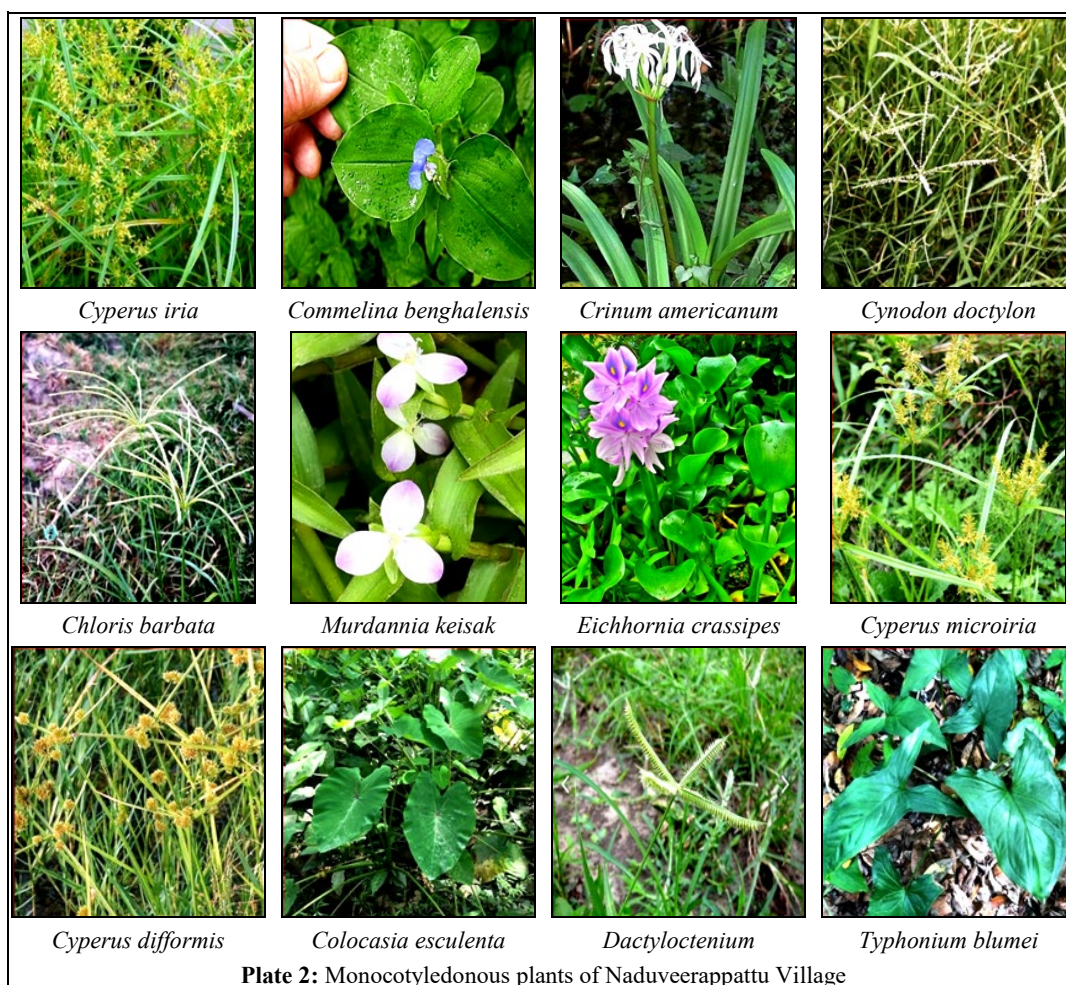 Cyperus iria Commelina benghalensis Crinum americanum Cynodon doctylon
Chloris barbata Murdannia keisak Eichhornia crassipes Cyperus microiria
Cyperus difformis Colocasia esculenta Dactyloctenium Typhonium blumei
Plate 2: Monocotyledonous plants of Naduveerappattu Village